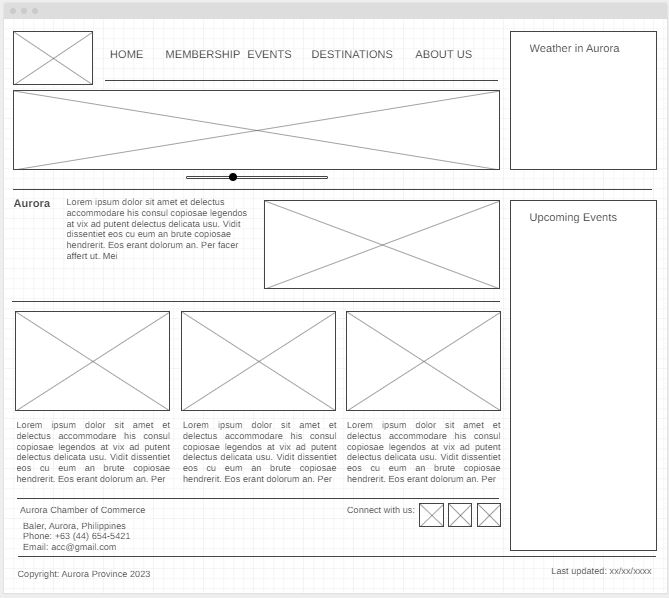 HOME MEMBERSHIP EVENTS DESTINATIONS ABOUT US
Weather in Aurora
Aurora
Lorem ipsum dolor sit amet et delectus
accommodare his consul copiosae legendos
at vix ad putent delectus delicata usu. Vidit
dissentiet eos cu eum an brute copiosae
hendrerit. Eos erant dolorum an. Per facer
affert ut. Mei
Upcoming Events
Lorem ipsum dolor sit amet et
delectus accommodare his consul
copiosae legendos at vix ad putent
delectus delicata usu. Vidit dissentiet
eos cu eum an brute copiosae
hendrerit. Eos erant dolorum an. Per
Lorem ipsum dolor sit amet et
delectus accommodare his consul
copiosae legendos at vix ad putent
delectus delicata usu. Vidit dissentiet
eos cu eum an brute copiosae
hendrerit. Eos erant dolorum an. Per
Lorem ipsum dolor sit amet et
delectus accommodare his consul
copiosae legendos at vix ad putent
delectus delicata usu. Vidit dissentiet
eos cu eum an brute copiosae
hendrerit. Eos erant dolorum an. Per
Aurora Chamber of Commerce
Baler, Aurora, Philippines
Phone: +63 (44) 654-5421
Email: acc@gmail.com
Connect with us:
Copyright: Aurora Province 2023
Last updated: xx/xx/xxxx